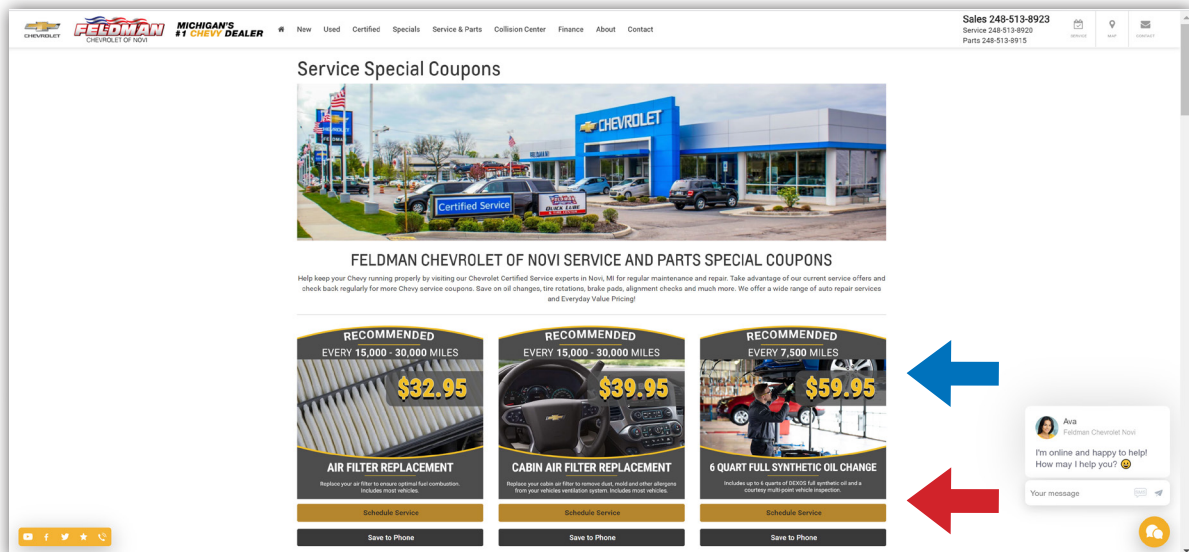 CHEVROLET
FELDMAN
CHEVROLET OF NOVI
MICHIGAN'S
#1 CHEVY DEALER
New Used Certified Specials Service & Parts Collision Center Finance About Contact
Sales 248-513-8923
Service 248-513-8920
Parts 248-513-8915
SERVICE MAP CONTACT
Service Special Coupons
CHEVROLET
FELDMAN
CHEVROLET
Certified Service
QUICK LUBE
FELDMAN CHEVROLET OF NOVI SERVICE AND PARTS SPECIAL COUPONS
Help keep your Chevy running properly by visiting our Chevrolet Certified Service experts in Novi, MI for regular maintenance and repair. Take advantage of our current service offers and
check back regularly for more Chevy service coupons. Save on oil changes, tire rotations, brake pads, alignment checks and much more. We offer a wide range of auto repair services
and Everyday Value Pricing!
RECOMMENDED
EVERY 15,000 - 30,000 MILES
$32.95
AIR FILTER REPLACEMENT
Replace your air filter to ensure optimal fuel combustion.
Includes most vehicles.
Schedule Service
Save to Phone
RECOMMENDED
EVERY 15,000 - 30,000 MILES
$39.95
CABIN AIR FILTER REPLACEMENT
Replace your cabin air filter to remove dust, mold and other allergens
from your vehicles ventilation system. Includes most vehicles.
Schedule Service
Save to Phone
RECOMMENDED
EVERY 7,500 MILES
$59.95
6 QUART FULL SYNTHETIC OIL CHANGE
Includes up to 6 quarts of DEXOS full synthetic oil and a
courtesy multi-point vehicle inspection.
Schedule Service
Save to Phone
Ava
Feldman Chevrolet Novi
I'm online and happy to help!
How may I help you?
Your message